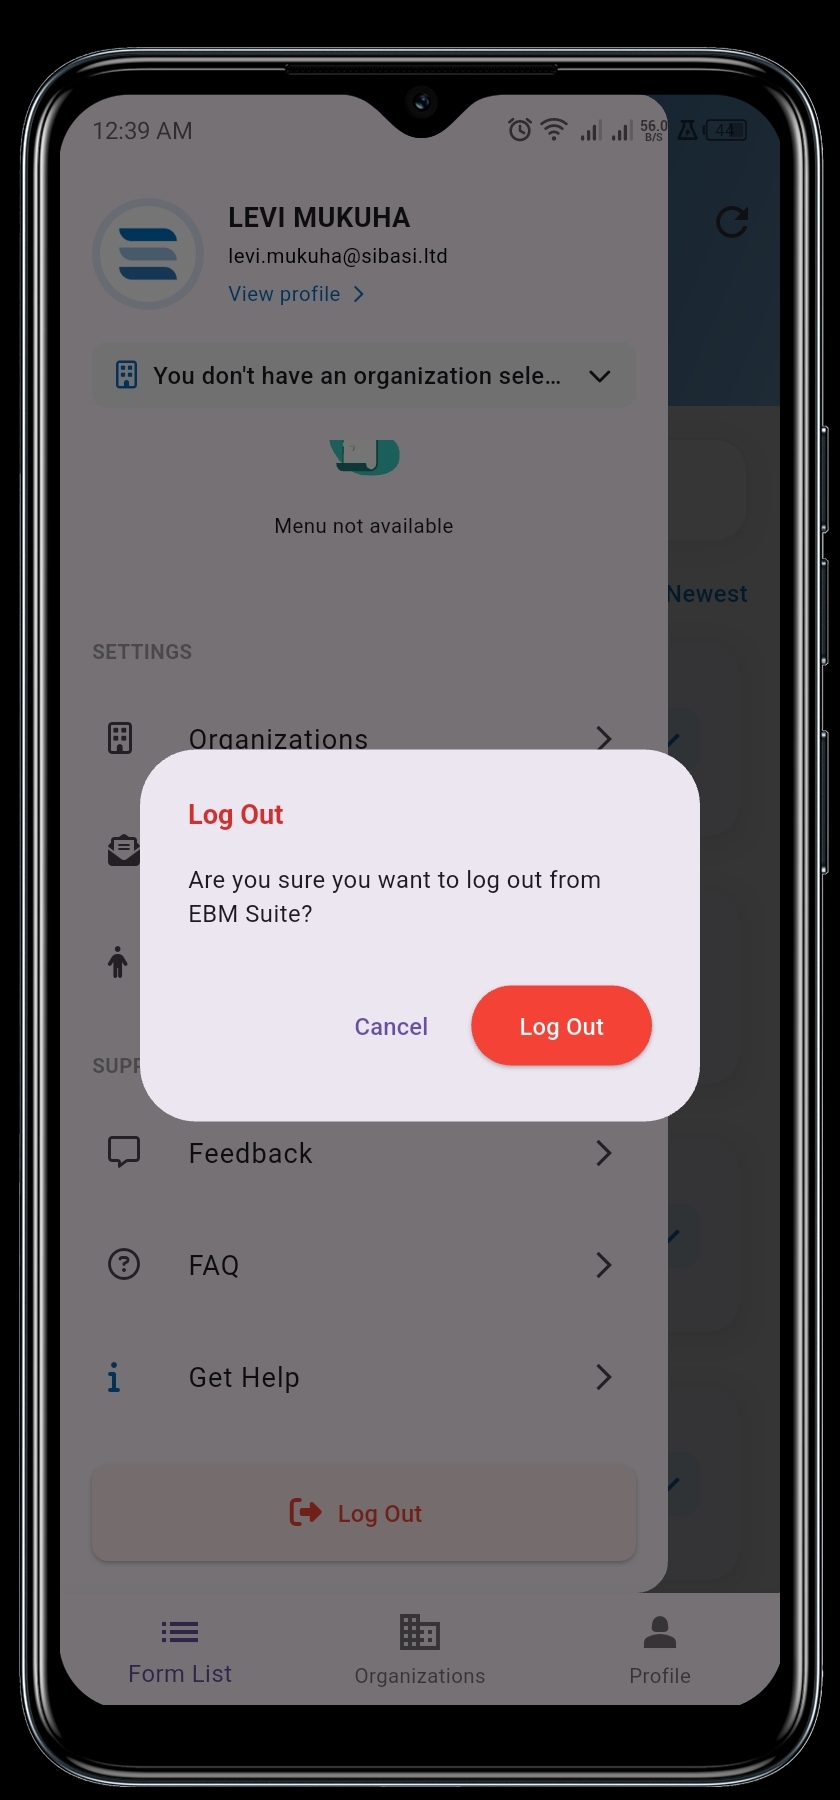 12:39 AM
56.0
B/S
44
LEVI MUKUHA
levi.mukuha@sibasi.ltd
View profile
You don't have an organization sele...
Menu not available
Newest
SETTINGS
Organizations
Log Out
Are you sure you want to log out from
EBM Suite?
Cancel
Log Out
Feedback
FAQ
Get Help
Log Out
Form List
Organizations
Profile